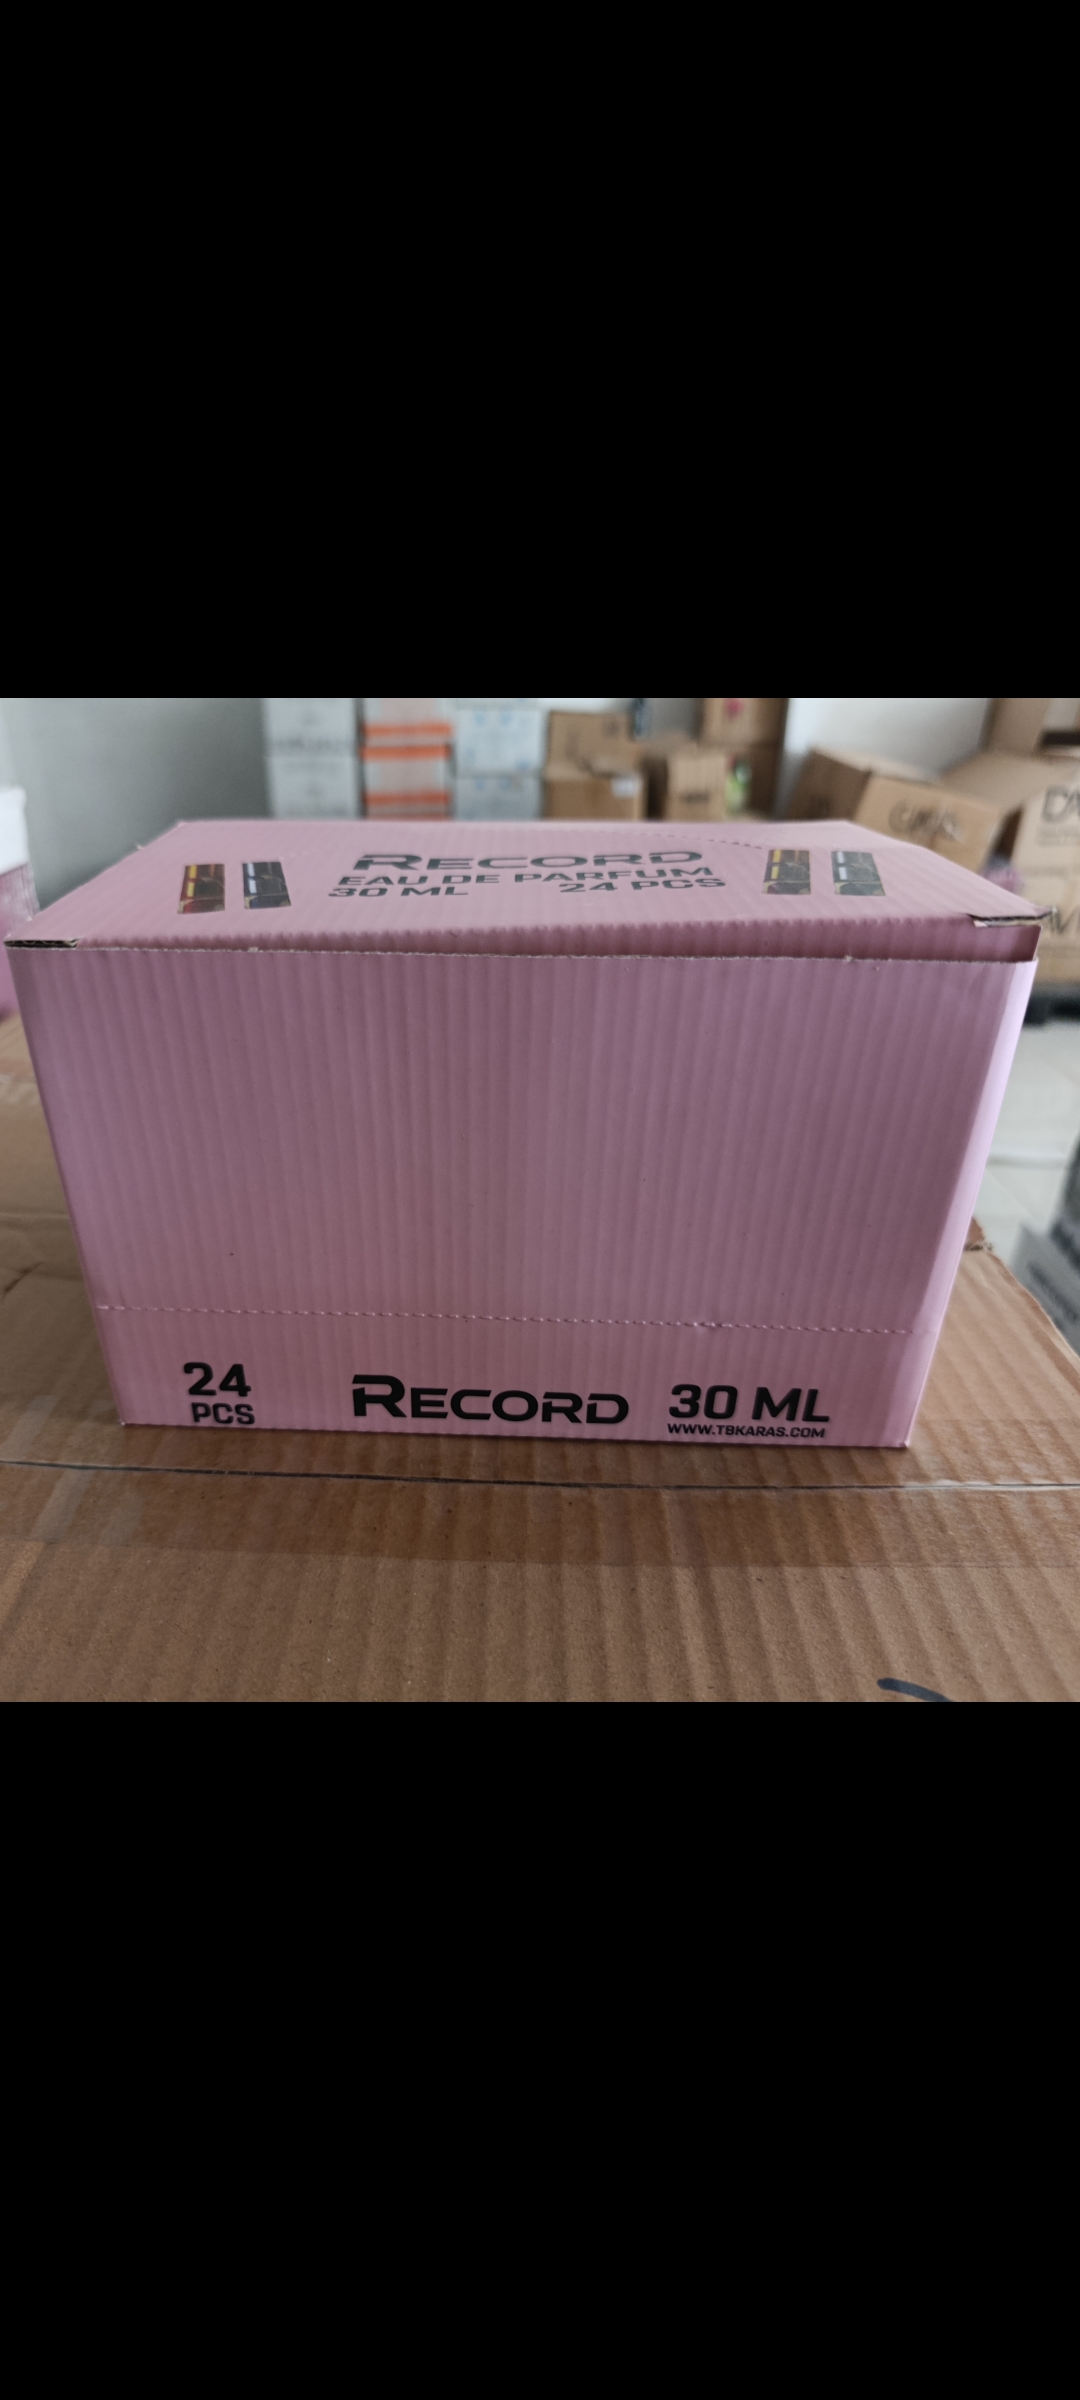 RECORD
EAU DE PARFUM
30 ML 24 PCS
24
PCS
RECORD
30 ML
WWW.TBKARAS.COM